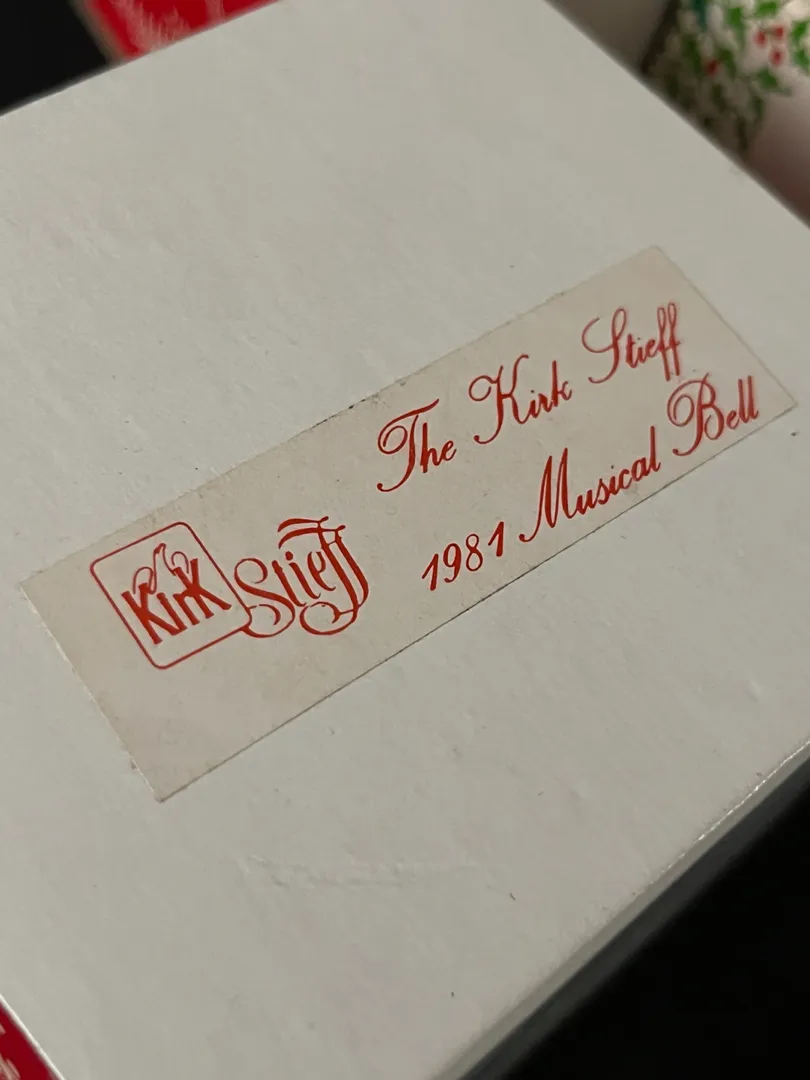 Kirk Stieff
The Kirk Stieff
1981 Musical Bell